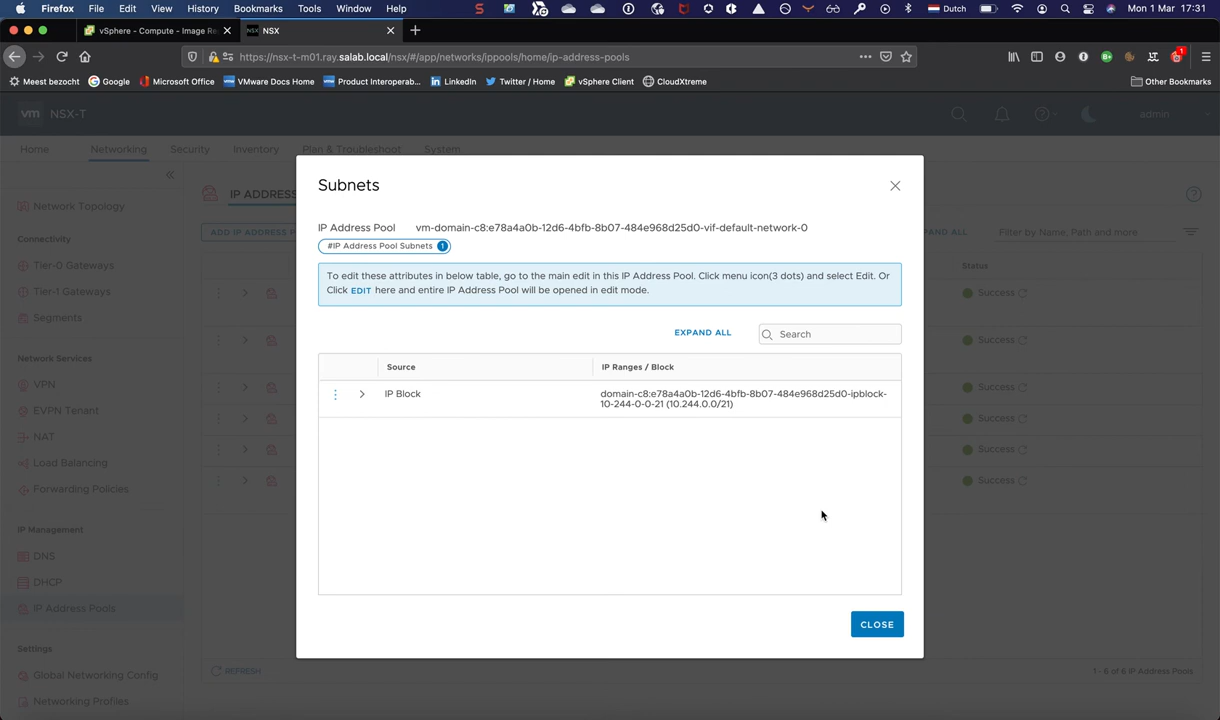 Firefox File Edit View History Bookmarks Tools Window Help Dutch Mon 1 Mar 17:31
vSphere - Compute - Image Re NSX
https://nsx-t-m01.ray.salab.local/nsx/#/app/networks/ippools/home/ip-address-pools
Meest bezocht Google Microsoft Office VMware Docs Home Product Interoperab... LinkedIn Twitter / Home vSphere Client CloudXtreme Other Bookmarks
vm NSX-T admin
Home Networking Security Inventory Plan & Troubleshoot System
Network Topology
Connectivity
Tier-0 Gateways
Tier-1 Gateways
Segments
Network Services
VPN
EVPN Tenant
NAT
Load Balancing
Forwarding Policies
IP Management
DNS
DHCP
IP Address Pools
Settings
Global Networking Config
Networking Profiles
IP ADDRESS
ADD IP ADDRESS P
AND ALL Filter by Name, Path and more
Status
Success
Success
Success
Success
Success
Success
REFRESH 1 - 6 of 6 IP Address Pools
Subnets
IP Address Pool vm-domain-c8:e78a4a0b-12d6-4bfb-8b07-484e968d25d0-vif-default-network-0
#IP Address Pool Subnets 1
To edit these attributes in below table, go to the main edit in this IP Address Pool. Click menu icon(3 dots) and select Edit. Or
Click EDIT here and entire IP Address Pool will be opened in edit mode.
EXPAND ALL Search
Source IP Ranges / Block
IP Block domain-c8:e78a4a0b-12d6-4bfb-8b07-484e968d25d0-ipblock-
10-244-0-0-21 (10.244.0.0/21)
CLOSE